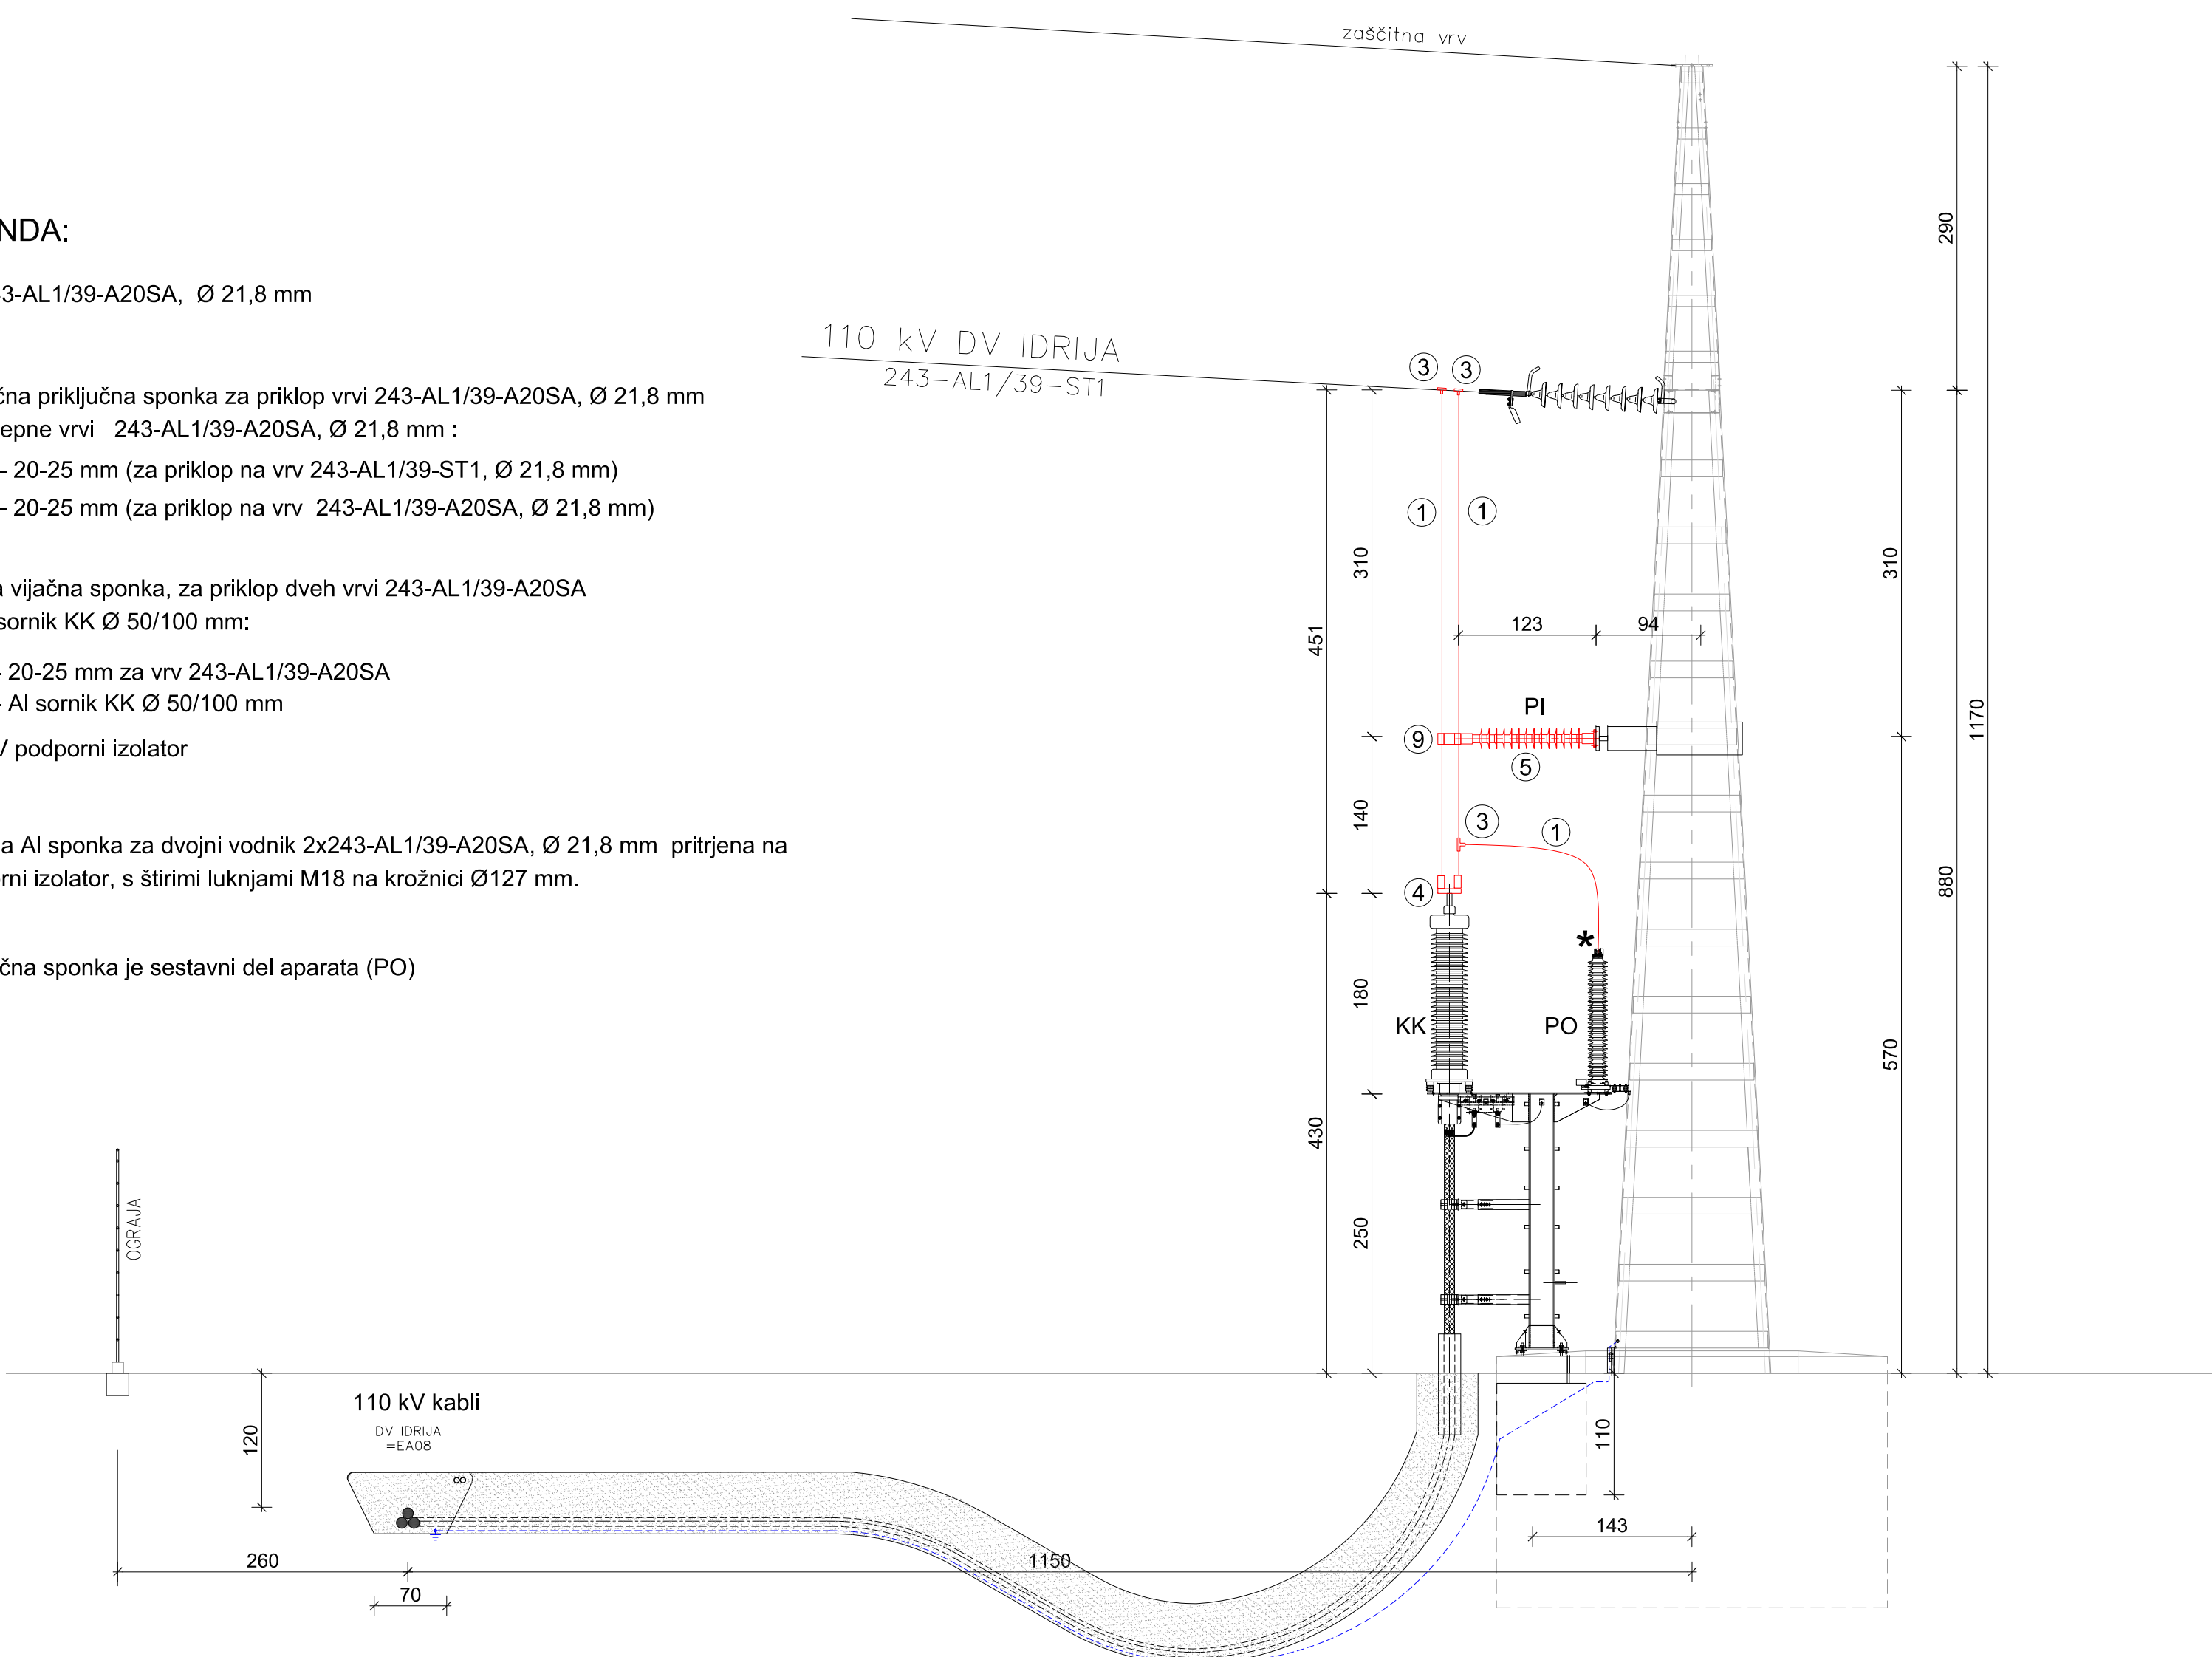 zaščitna vrv
NDA:
3-AL1/39-A20SA, Ø 21,8 mm
čna priključna sponka za priklop vrvi 243-AL1/39-A20SA, Ø 21,8 mm
epne vrvi 243-AL1/39-A20SA, Ø 21,8 mm :
- 20-25 mm (za priklop na vrv 243-AL1/39-ST1, Ø 21,8 mm)
- 20-25 mm (za priklop na vrv 243-AL1/39-A20SA, Ø 21,8 mm)
a vijačna sponka, za priklop dveh vrvi 243-AL1/39-A20SA
sornik KK Ø 50/100 mm:
- 20-25 mm za vrv 243-AL1/39-A20SA
- Al sornik KK Ø 50/100 mm
V podporni izolator
a Al sponka za dvojni vodnik 2x243-AL1/39-A20SA, Ø 21,8 mm pritrjena na
rni izolator, s štirimi luknjami M18 na krožnici Ø127 mm.
čna sponka je sestavni del aparata (PO)
110 kV DV IDRIJA
243-AL1/39-ST1
3
3
1
1
290
1170
310
310
451
123
94
PI
9
5
140
3
1
4
*
880
180
KK
PO
570
430
250
OGRAJA
110 kV kabli
DV IDRIJA
=EA08
120
110
143
260
1150
70